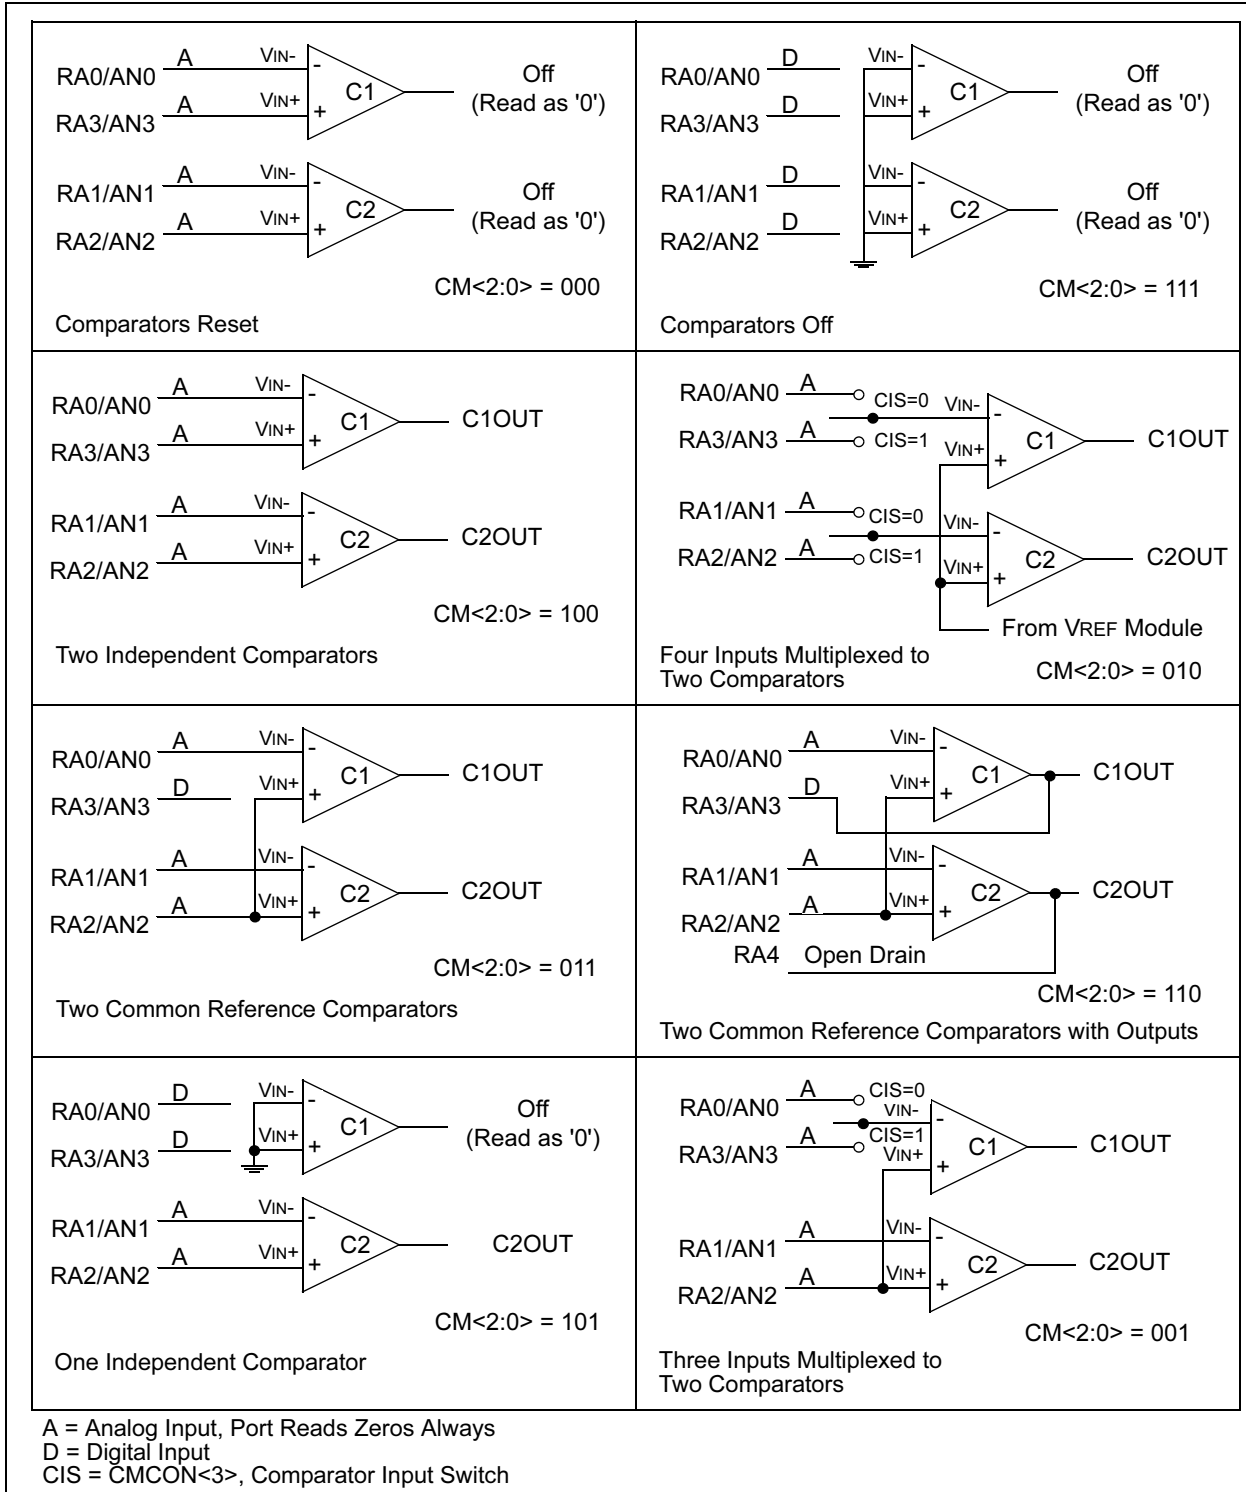 RA0/AN0 A VIN- -
C1 Off
(Read as '0')
RA3/AN3 A VIN+ +
RA1/AN1 A VIN- -
C2 Off
(Read as '0')
RA2/AN2 A VIN+ +
CM<2:0> = 000
Comparators Reset
RA0/AN0 D VIN- -
C1 Off
(Read as '0')
RA3/AN3 D VIN+ +
RA1/AN1 D VIN- -
C2 Off
(Read as '0')
RA2/AN2 D VIN+ +
CM<2:0> = 111
Comparators Off
RA0/AN0 A VIN- -
C1 C1OUT
RA3/AN3 A VIN+ +
RA1/AN1 A VIN- -
C2 C2OUT
RA2/AN2 A VIN+ +
CM<2:0> = 100
Two Independent Comparators
RA0/AN0 A CIS=0 VIN- -
C1 C1OUT
RA3/AN3 A CIS=1 VIN+ +
RA1/AN1 A CIS=0 VIN- -
C2 C2OUT
RA2/AN2 A CIS=1 VIN+ +
From VREF Module
Four Inputs Multiplexed to
Two Comparators
CM<2:0> = 010
RA0/AN0 A VIN- -
C1 C1OUT
RA3/AN3 D VIN+ +
RA1/AN1 A VIN- -
C2 C2OUT
RA2/AN2 A VIN+ +
CM<2:0> = 011
Two Common Reference Comparators
RA0/AN0 A VIN- -
C1 C1OUT
RA3/AN3 D VIN+ +
RA1/AN1 A VIN- -
C2 C2OUT
RA2/AN2 A VIN+ +
RA4 Open Drain
CM<2:0> = 110
Two Common Reference Comparators with Outputs
RA0/AN0 D VIN- -
C1 Off
(Read as '0')
RA3/AN3 D VIN+ +
RA1/AN1 A VIN- -
C2 C2OUT
RA2/AN2 A VIN+ +
CM<2:0> = 101
One Independent Comparator
RA0/AN0 A CIS=0
VIN- -
C1 C1OUT
RA3/AN3 A CIS=1
VIN+ +
RA1/AN1 A VIN- -
C2 C2OUT
RA2/AN2 A VIN+ +
CM<2:0> = 001
Three Inputs Multiplexed to
Two Comparators
A = Analog Input, Port Reads Zeros Always
D = Digital Input
CIS = CMCON<3>, Comparator Input Switch